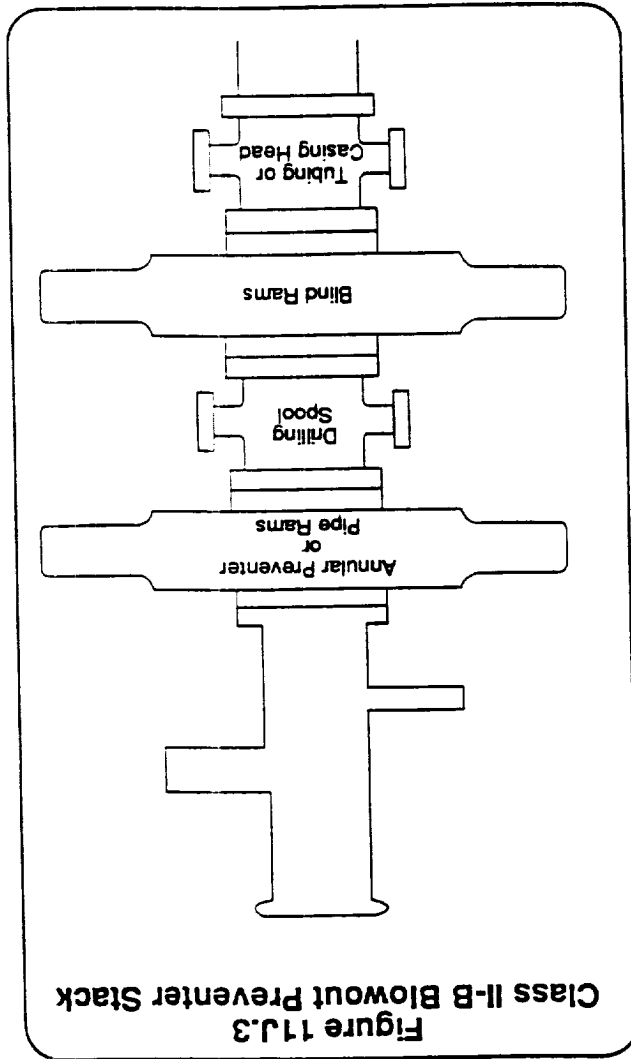 Figure 11J.3
Class II-B Blowout Preventer Stack
Annular Preventer
or
Pipe Rams
Drilling
Spool
Blind Rams
Tubing or
Casing Head